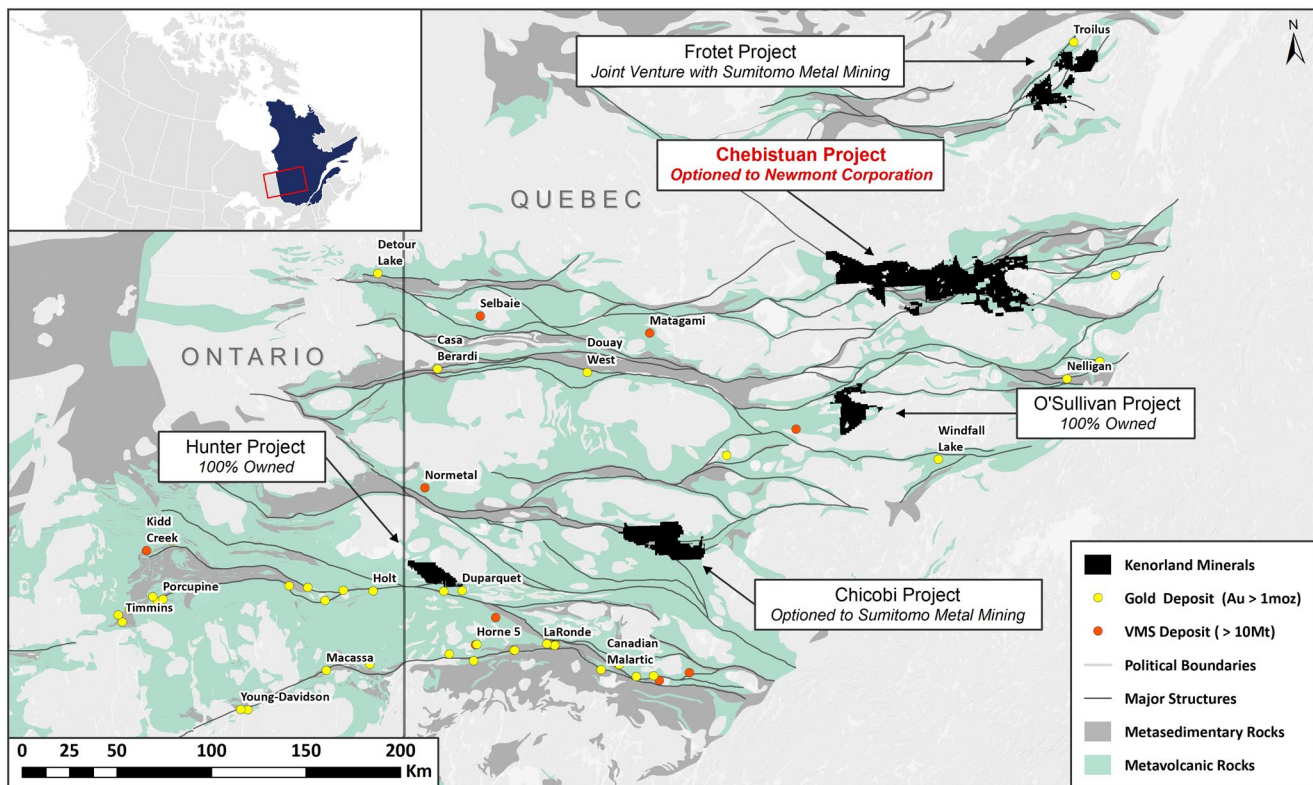 N
Troilus
Frotet Project
Joint Venture with Sumitomo Metal Mining
Chebistuan Project
Optioned to Newmont Corporation
QUEBEC
Detour
Lake
Selbaie
Matagami
Casa
Berardi
Douay
West
ONTARIO
Nelligan
O'Sullivan Project
100% Owned
Windfall
Lake
Hunter Project
100% Owned
Normetal
Kidd
Creek
Porcupine
Timmins
Holt
Duparquet
Chicobi Project
Optioned to Sumitomo Metal Mining
Horne 5
LaRonde
Canadian
Malartic
Macassa
Young-Davidson
0 25 50 100 150 200
Km
Kenorland Minerals
Gold Deposit (Au > 1moz)
VMS Deposit ( > 10Mt)
Political Boundaries
Major Structures
Metasedimentary Rocks
Metavolcanic Rocks